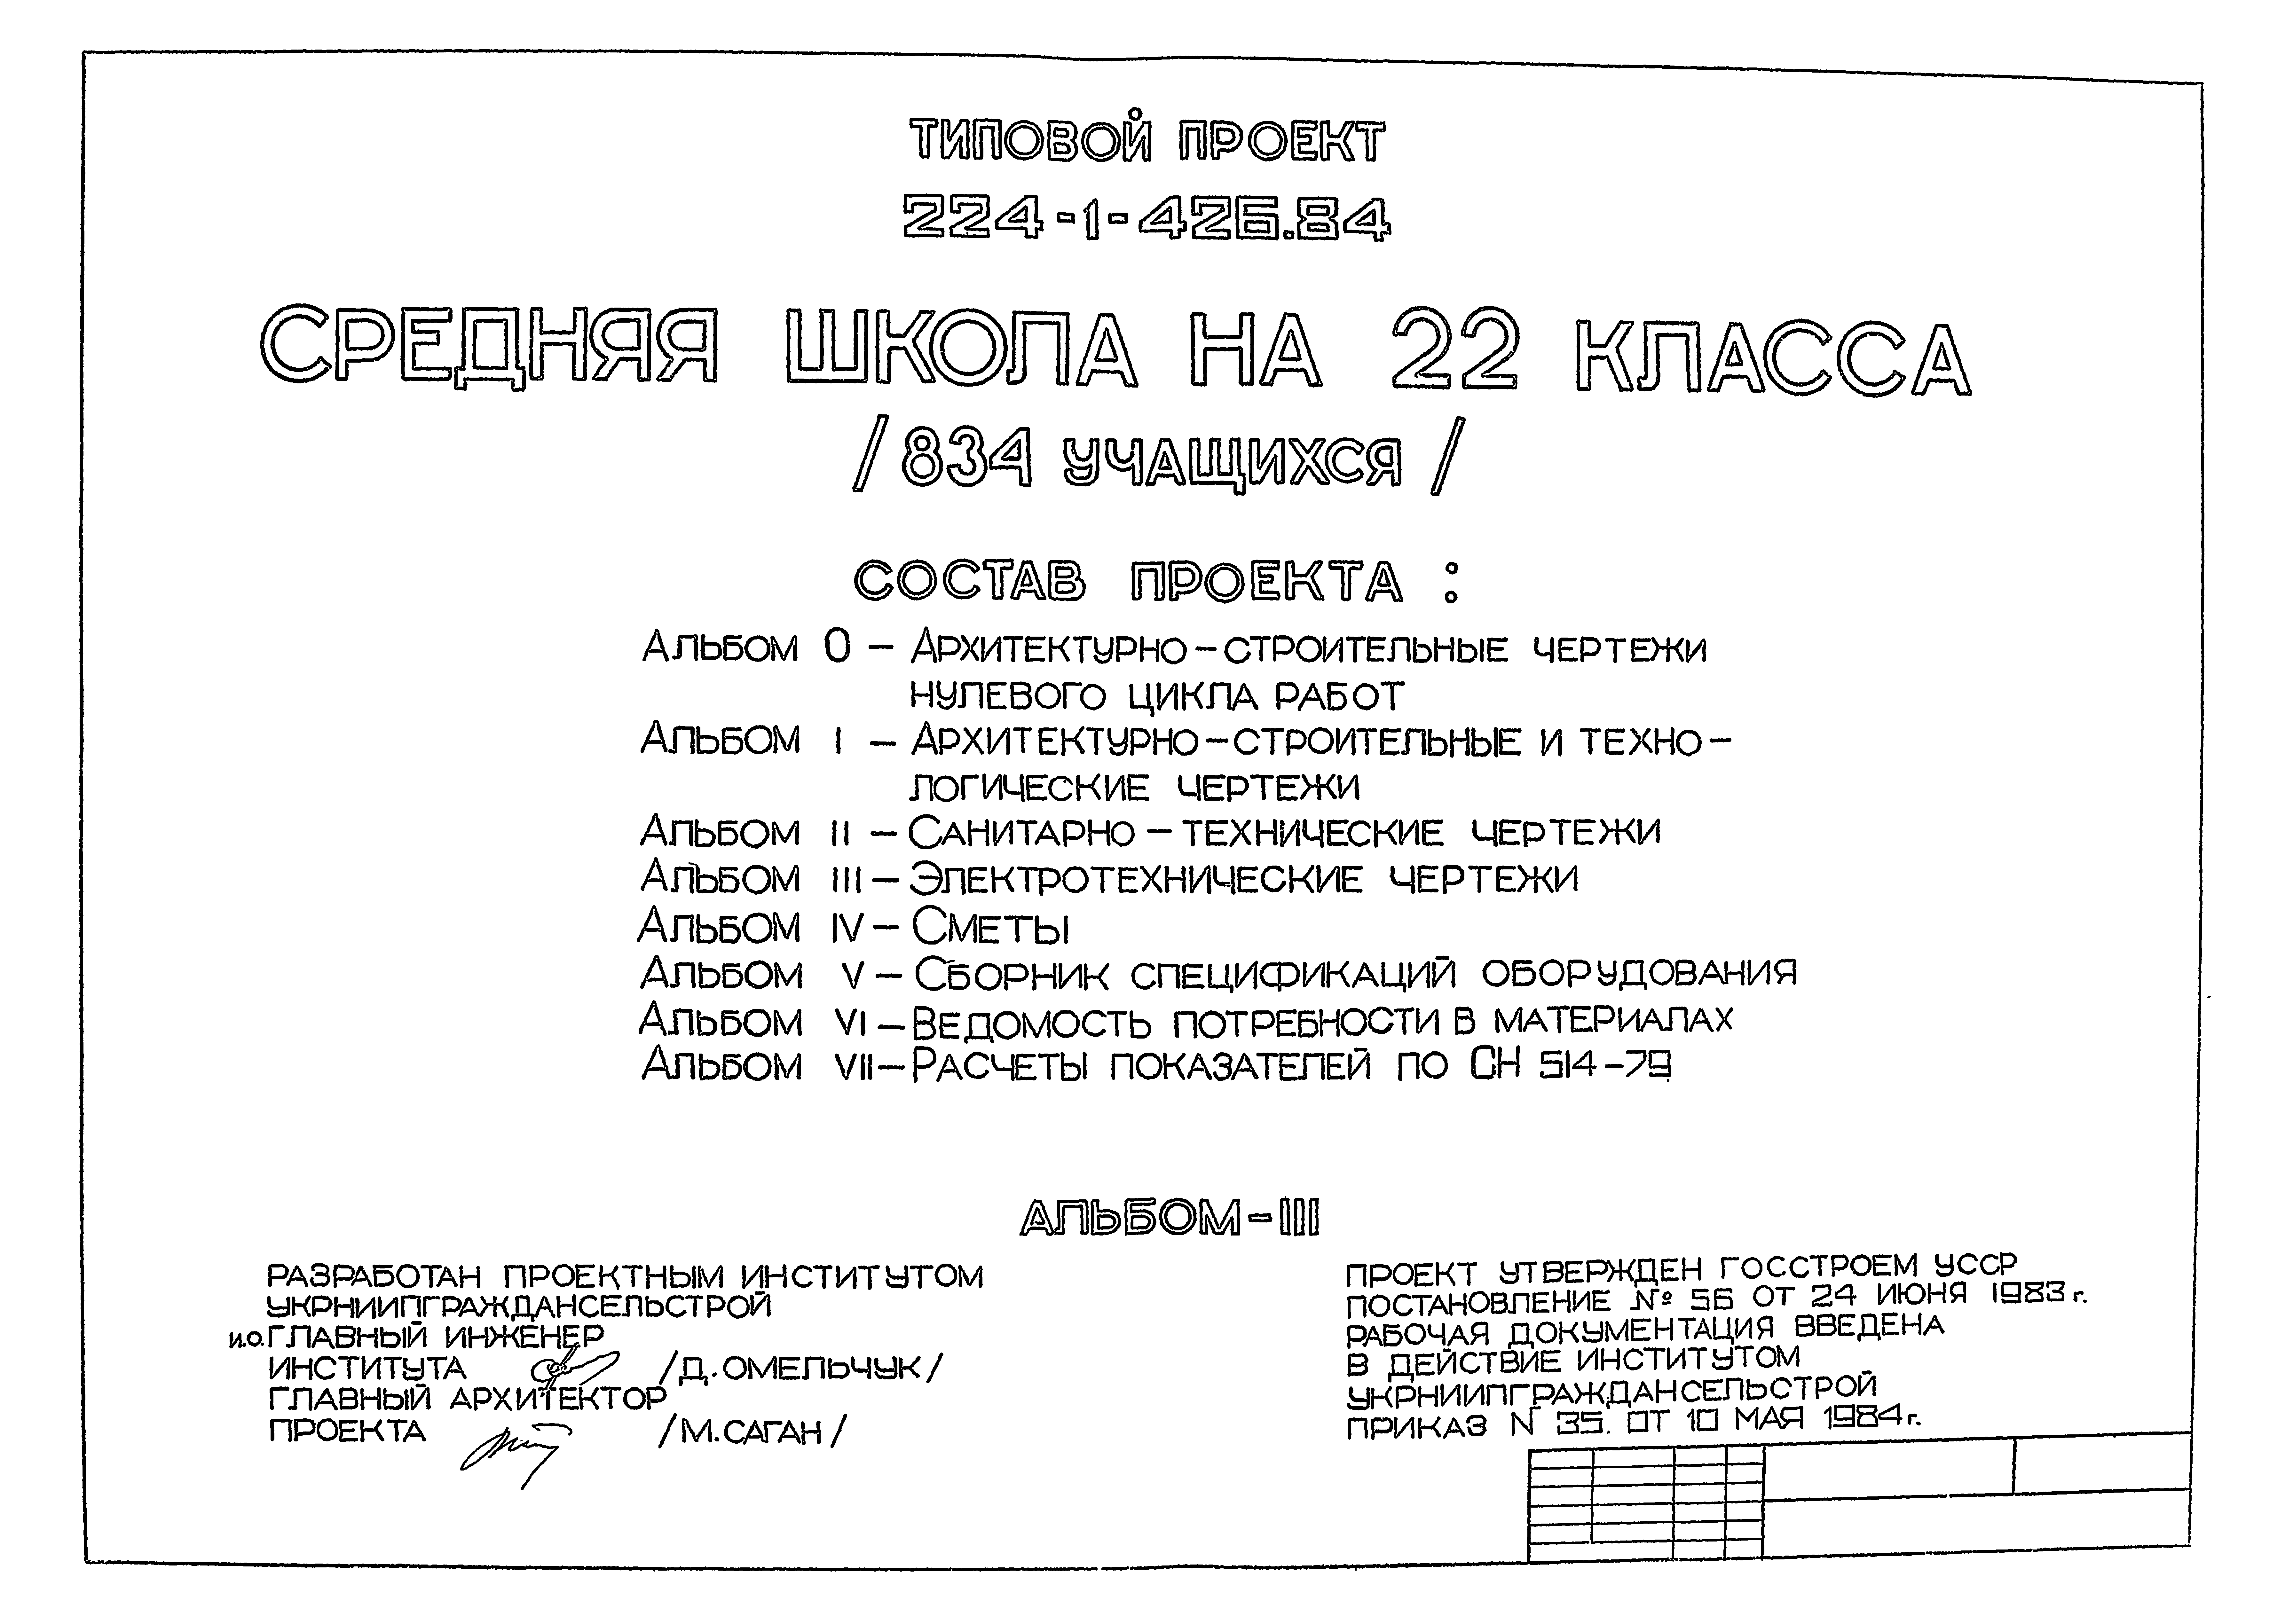 ТИПОВОЙ ПРОЕКТ
224-1-426.84
СРЕДНЯЯ ШКОЛА НА 22 КЛАССА
/834 УЧАЩИХСЯ/
СОСТАВ ПРОЕКТА :
АЛЬБОМ 0 – АРХИТЕКТУРНО–СТРОИТЕЛЬНЫЕ ЧЕРТЕЖИ
НУЛЕВОГО ЦИКЛА РАБОТ
АЛЬБОМ I – АРХИТЕКТУРНО–СТРОИТЕЛЬНЫЕ И ТЕХНО–
ЛОГИЧЕСКИЕ ЧЕРТЕЖИ
АЛЬБОМ II – САНИТАРНО–ТЕХНИЧЕСКИЕ ЧЕРТЕЖИ
АЛЬБОМ III – ЭЛЕКТРОТЕХНИЧЕСКИЕ ЧЕРТЕЖИ
АЛЬБОМ IV – СМЕТЫ
АЛЬБОМ V – СБОРНИК СПЕЦИФИКАЦИЙ ОБОРУДОВАНИЯ
АЛЬБОМ VI – ВЕДОМОСТЬ ПОТРЕБНОСТИ В МАТЕРИАЛАХ
АЛЬБОМ VII – РАСЧЕТЫ ПОКАЗАТЕЛЕЙ ПО СН 514–79
АЛЬБОМ–III
РАЗРАБОТАН ПРОЕКТНЫМ ИНСТИТУТОМ
УКРНИИПГРАЖДАНСЕЛЬСТРОЙ
И.О. ГЛАВНЫЙ ИНЖЕНЕР
ИНСТИТУТА /Д. ОМЕЛЬЧУК/
ГЛАВНЫЙ АРХИТЕКТОР
ПРОЕКТА /М. САГАН/
ПРОЕКТ УТВЕРЖДЕН ГОССТРОЕМ УССР
ПОСТАНОВЛЕНИЕ № 56 ОТ 24 ИЮНЯ 1983 г.
РАБОЧАЯ ДОКУМЕНТАЦИЯ ВВЕДЕНА
В ДЕЙСТВИЕ ИНСТИТУТОМ
УКРНИИПГРАЖДАНСЕЛЬСТРОЙ
ПРИКАЗ N 35. ОТ 10 МАЯ 1984 г.